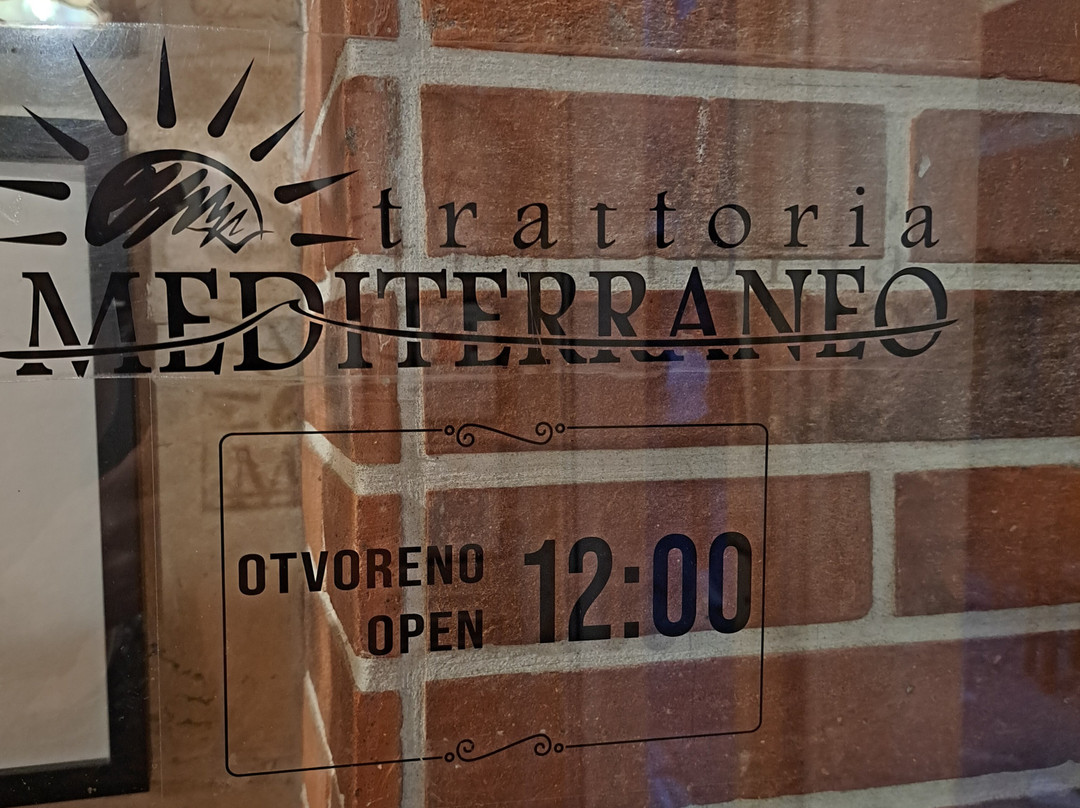 trattoria
MEDITERRANEO
OTVORENO 12:00
OPEN